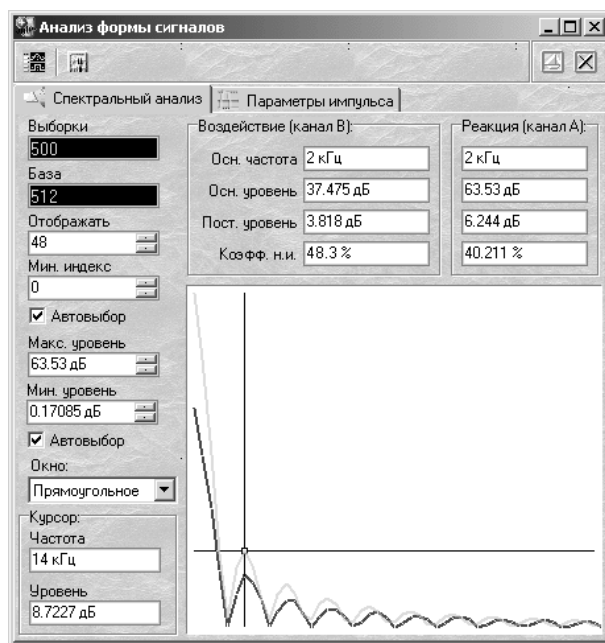 Анализ формы сигналов
Спектральный анализ
Параметры импульса
Выборки
500
База
512
Отображать
48
Мин. индекс
0
Автовыбор
Макс. уровень
63.53 дБ
Мин. уровень
0.17085 дБ
Автовыбор
Окно:
Прямоугольное
Курсор:
Частота
14 кГц
Уровень
8.7227 дБ
Воздействие (канал В):
Осн. частота 2 кГц
Осн. уровень 37.475 дБ
Пост. уровень 3.818 дБ
Коэфф. н.и. 48.3 %
Реакция (канал А):
2 кГц
63.53 дБ
6.244 дБ
40.211 %